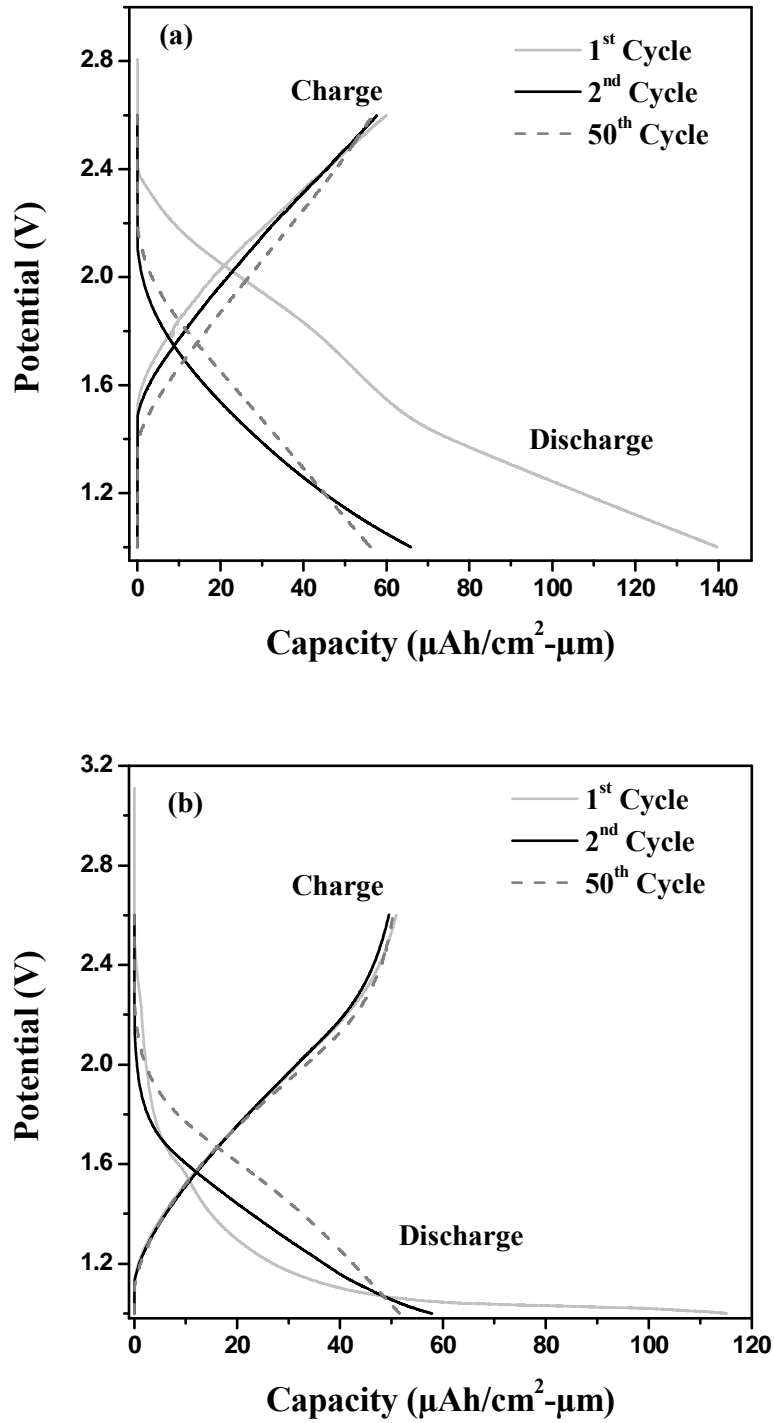 (a)
1st Cycle
2nd Cycle
50th Cycle
Charge
Discharge
2.8
2.4
2.0
1.6
1.2
Potential (V)
0 20 40 60 80 100 120 140
Capacity (μAh/cm2-μm)
(b)
1st Cycle
2nd Cycle
50th Cycle
Charge
Discharge
3.2
2.8
2.4
2.0
1.6
1.2
Potential (V)
0 20 40 60 80 100 120
Capacity (μAh/cm2-μm)